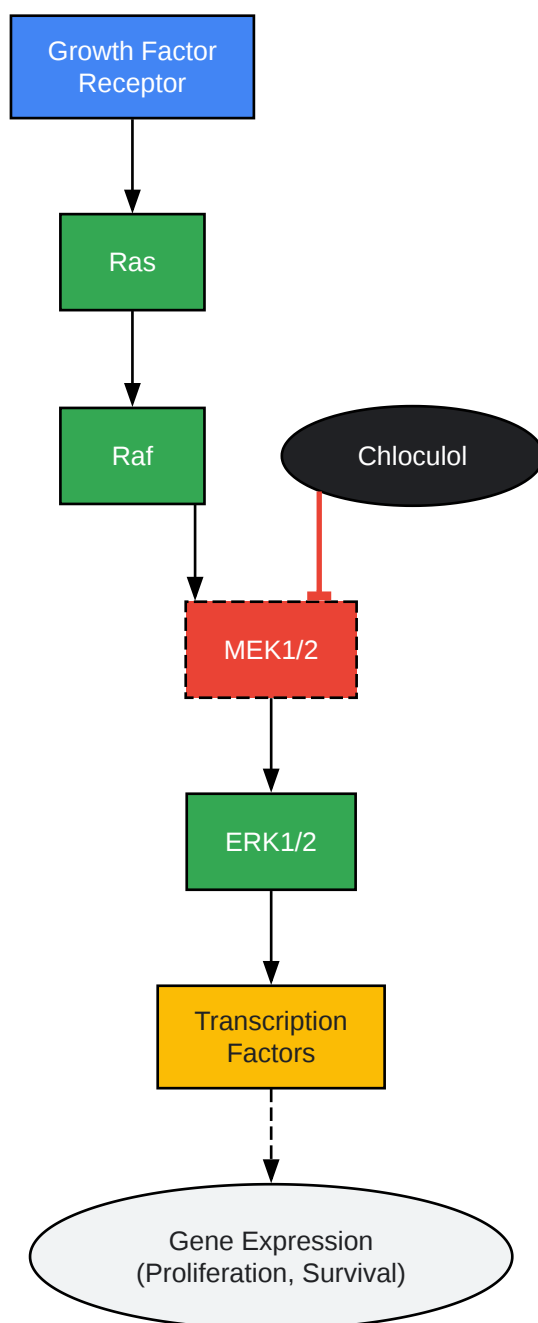 Growth Factor
Receptor
Ras
Raf
Chloculol
MEK1/2
ERK1/2
Transcription
Factors
Gene Expression
(Proliferation, Survival)